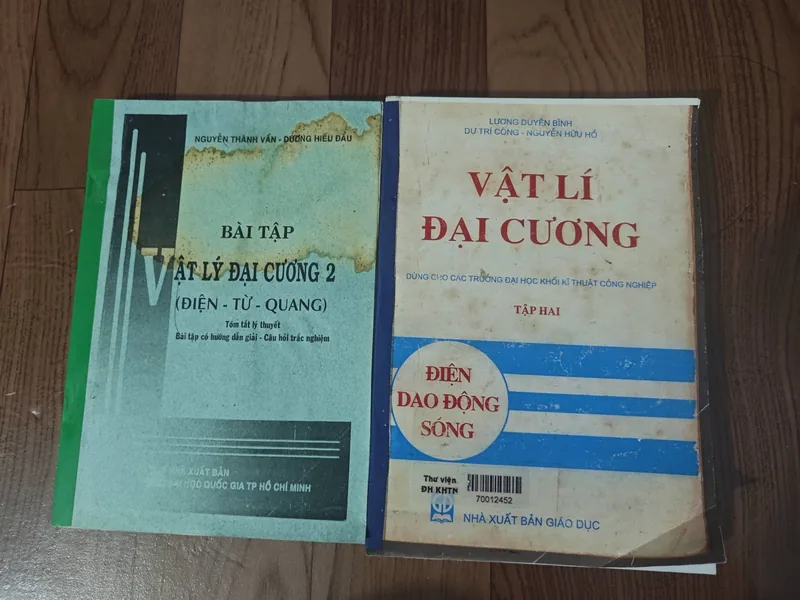 NGUYỄN THÀNH VẤN - DƯƠNG HIẾU ĐẤU
BÀI TẬP
VẬT LÝ ĐẠI CƯƠNG 2
(ĐIỆN - TỪ - QUANG)
Tóm tắt lý thuyết
Bài tập có hướng dẫn giải - Câu hỏi trắc nghiệm
NHÀ XUẤT BẢN
ĐẠI HỌC QUỐC GIA TP HỒ CHÍ MINH
LƯƠNG DUYÊN BÌNH
DƯ TRÍ CÔNG - NGUYỄN HỮU HỒ
VẬT LÍ
ĐẠI CƯƠNG
DÙNG CHO CÁC TRƯỜNG ĐẠI HỌC KHỐI KĨ THUẬT CÔNG NGHIỆP
TẬP HAI
ĐIỆN
DAO ĐỘNG
SÓNG
Thư viện
ĐH KHTN
70012452
NHÀ XUẤT BẢN GIÁO DỤC